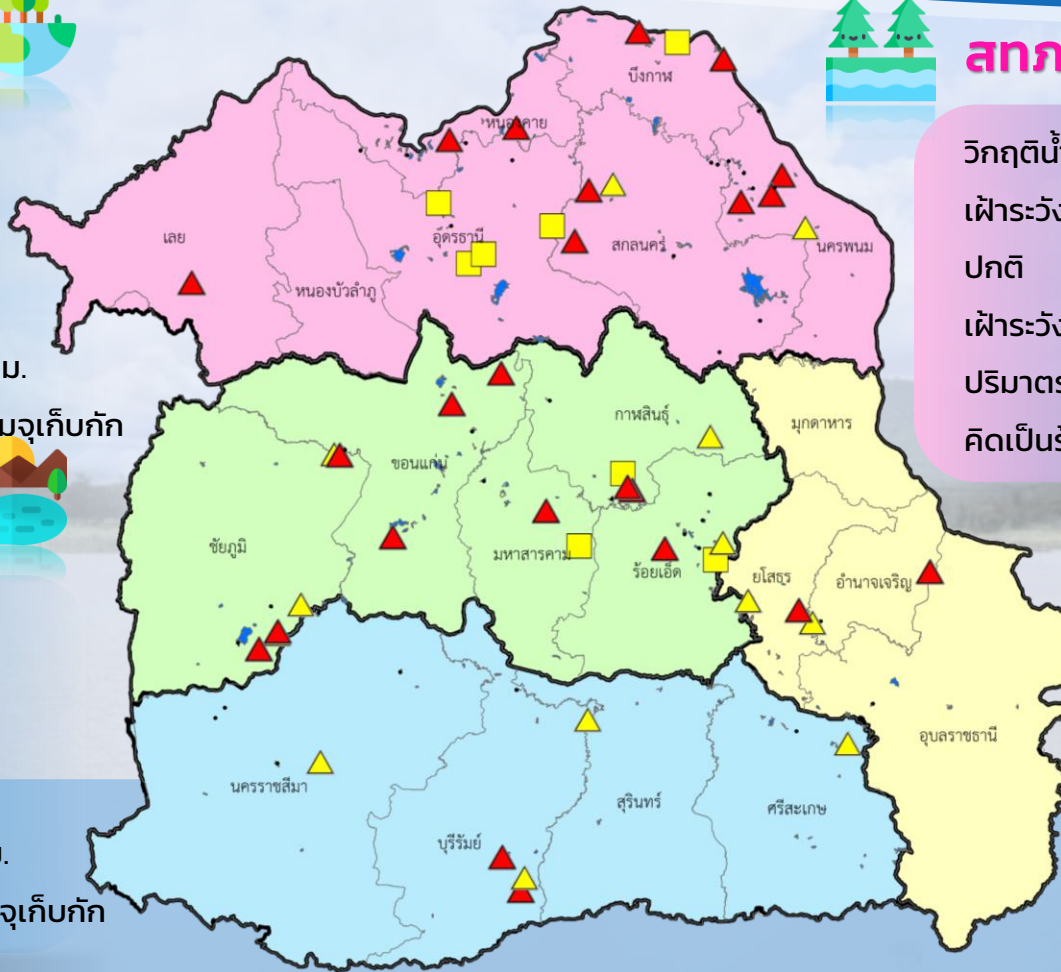 สทภ
วิกฤติน้ำ
เฝ้าระวัง
ปกติ
เฝ้าระวัง
ปริมาตร
คิดเป็นร้
ม.
มจุเก็บกัก
บึงกาฬ
หนองคาย
เลย
อุดรธานี
สกลนคร
นครพนม
หนองบัวลำภู
กาฬสินธุ์
มุกดาหาร
ขอนแก่น
ชัยภูมิ
มหาสารคาม
ร้อยเอ็ด
ยโสธร
อำนาจเจริญ
อุบลราชธานี
นครราชสีมา
สุรินทร์
ศรีสะเกษ
บุรีรัมย์
จุเก็บกัก